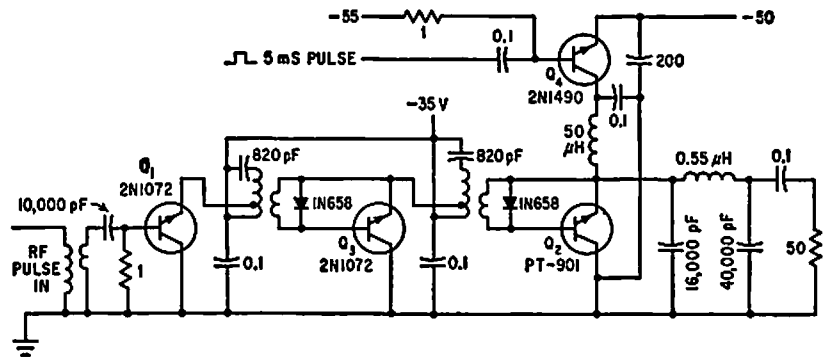 -55
1
-50
0.1
5 mS PULSE
Q4
2N1490
200
0.1
-35 V
50
μH
820 pF
820 pF
0.55 μH
0.1
Q1
2N1072
10,000 pF
1N658
1N658
RF
PULSE
IN
1
0.1
Q3
2N1072
0.1
Q2
PT-901
16,000 pF
40,000 pF
50